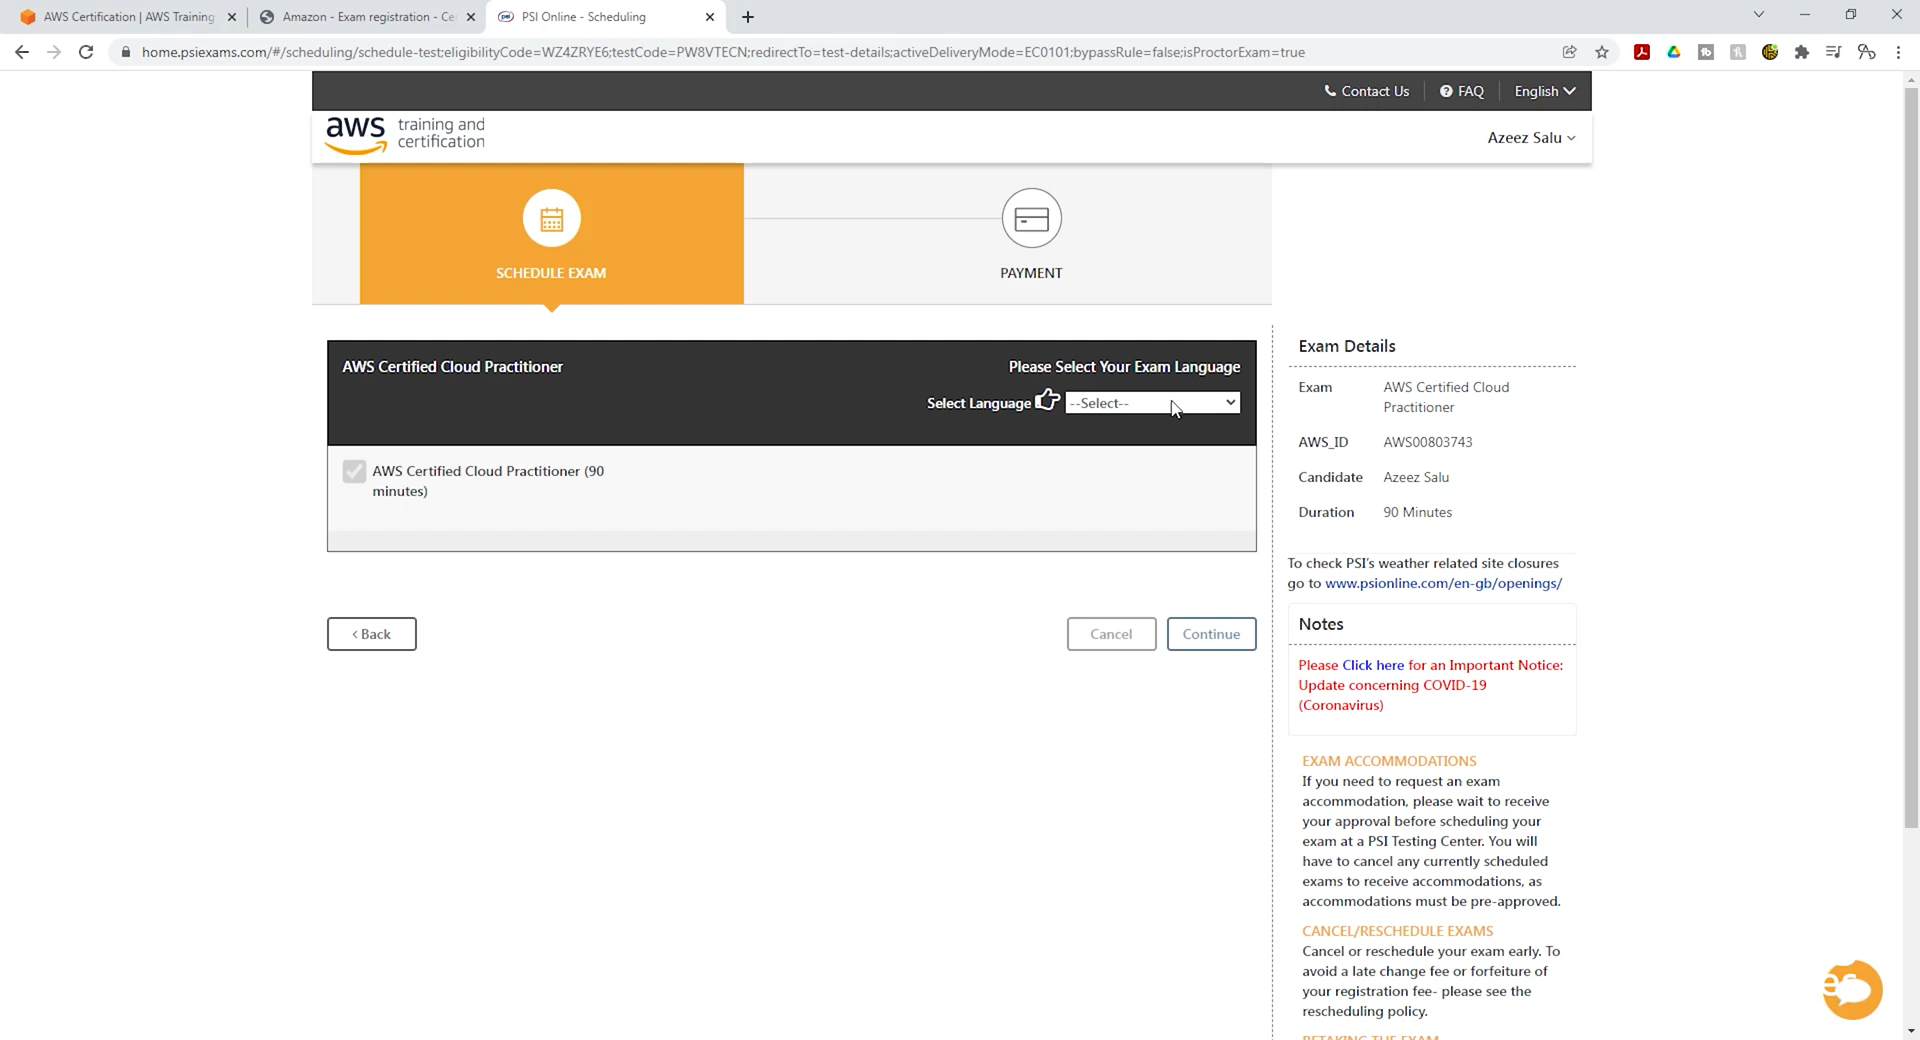 AWS Certification | AWS Training
Amazon - Exam registration - Ce
PSI Online - Scheduling
home.psiexams.com/#/scheduling/schedule-test;eligibilityCode=WZ4ZRYE6;testCode=PW8VTECN;redirectTo=test-details;activeDeliveryMode=EC0101;bypassRule=false;isProctorExam=true
Contact Us
FAQ
English
aws training and
certification
Azeez Salu
SCHEDULE EXAM
PAYMENT
AWS Certified Cloud Practitioner
Please Select Your Exam Language
Select Language
--Select--
AWS Certified Cloud Practitioner (90
minutes)
< Back
Cancel
Continue
Exam Details
Exam AWS Certified Cloud
Practitioner
AWS_ID AWS00803743
Candidate Azeez Salu
Duration 90 Minutes
To check PSI's weather related site closures
go to www.psionline.com/en-gb/openings/
Notes
Please Click here for an Important Notice:
Update concerning COVID-19
(Coronavirus)
EXAM ACCOMMODATIONS
If you need to request an exam
accommodation, please wait to receive
your approval before scheduling your
exam at a PSI Testing Center. You will
have to cancel any currently scheduled
exams to receive accommodations, as
accommodations must be pre-approved.
CANCEL/RESCHEDULE EXAMS
Cancel or reschedule your exam early. To
avoid a late change fee or forfeiture of
your registration fee- please see the
rescheduling policy.
RETAKING THE EXAM